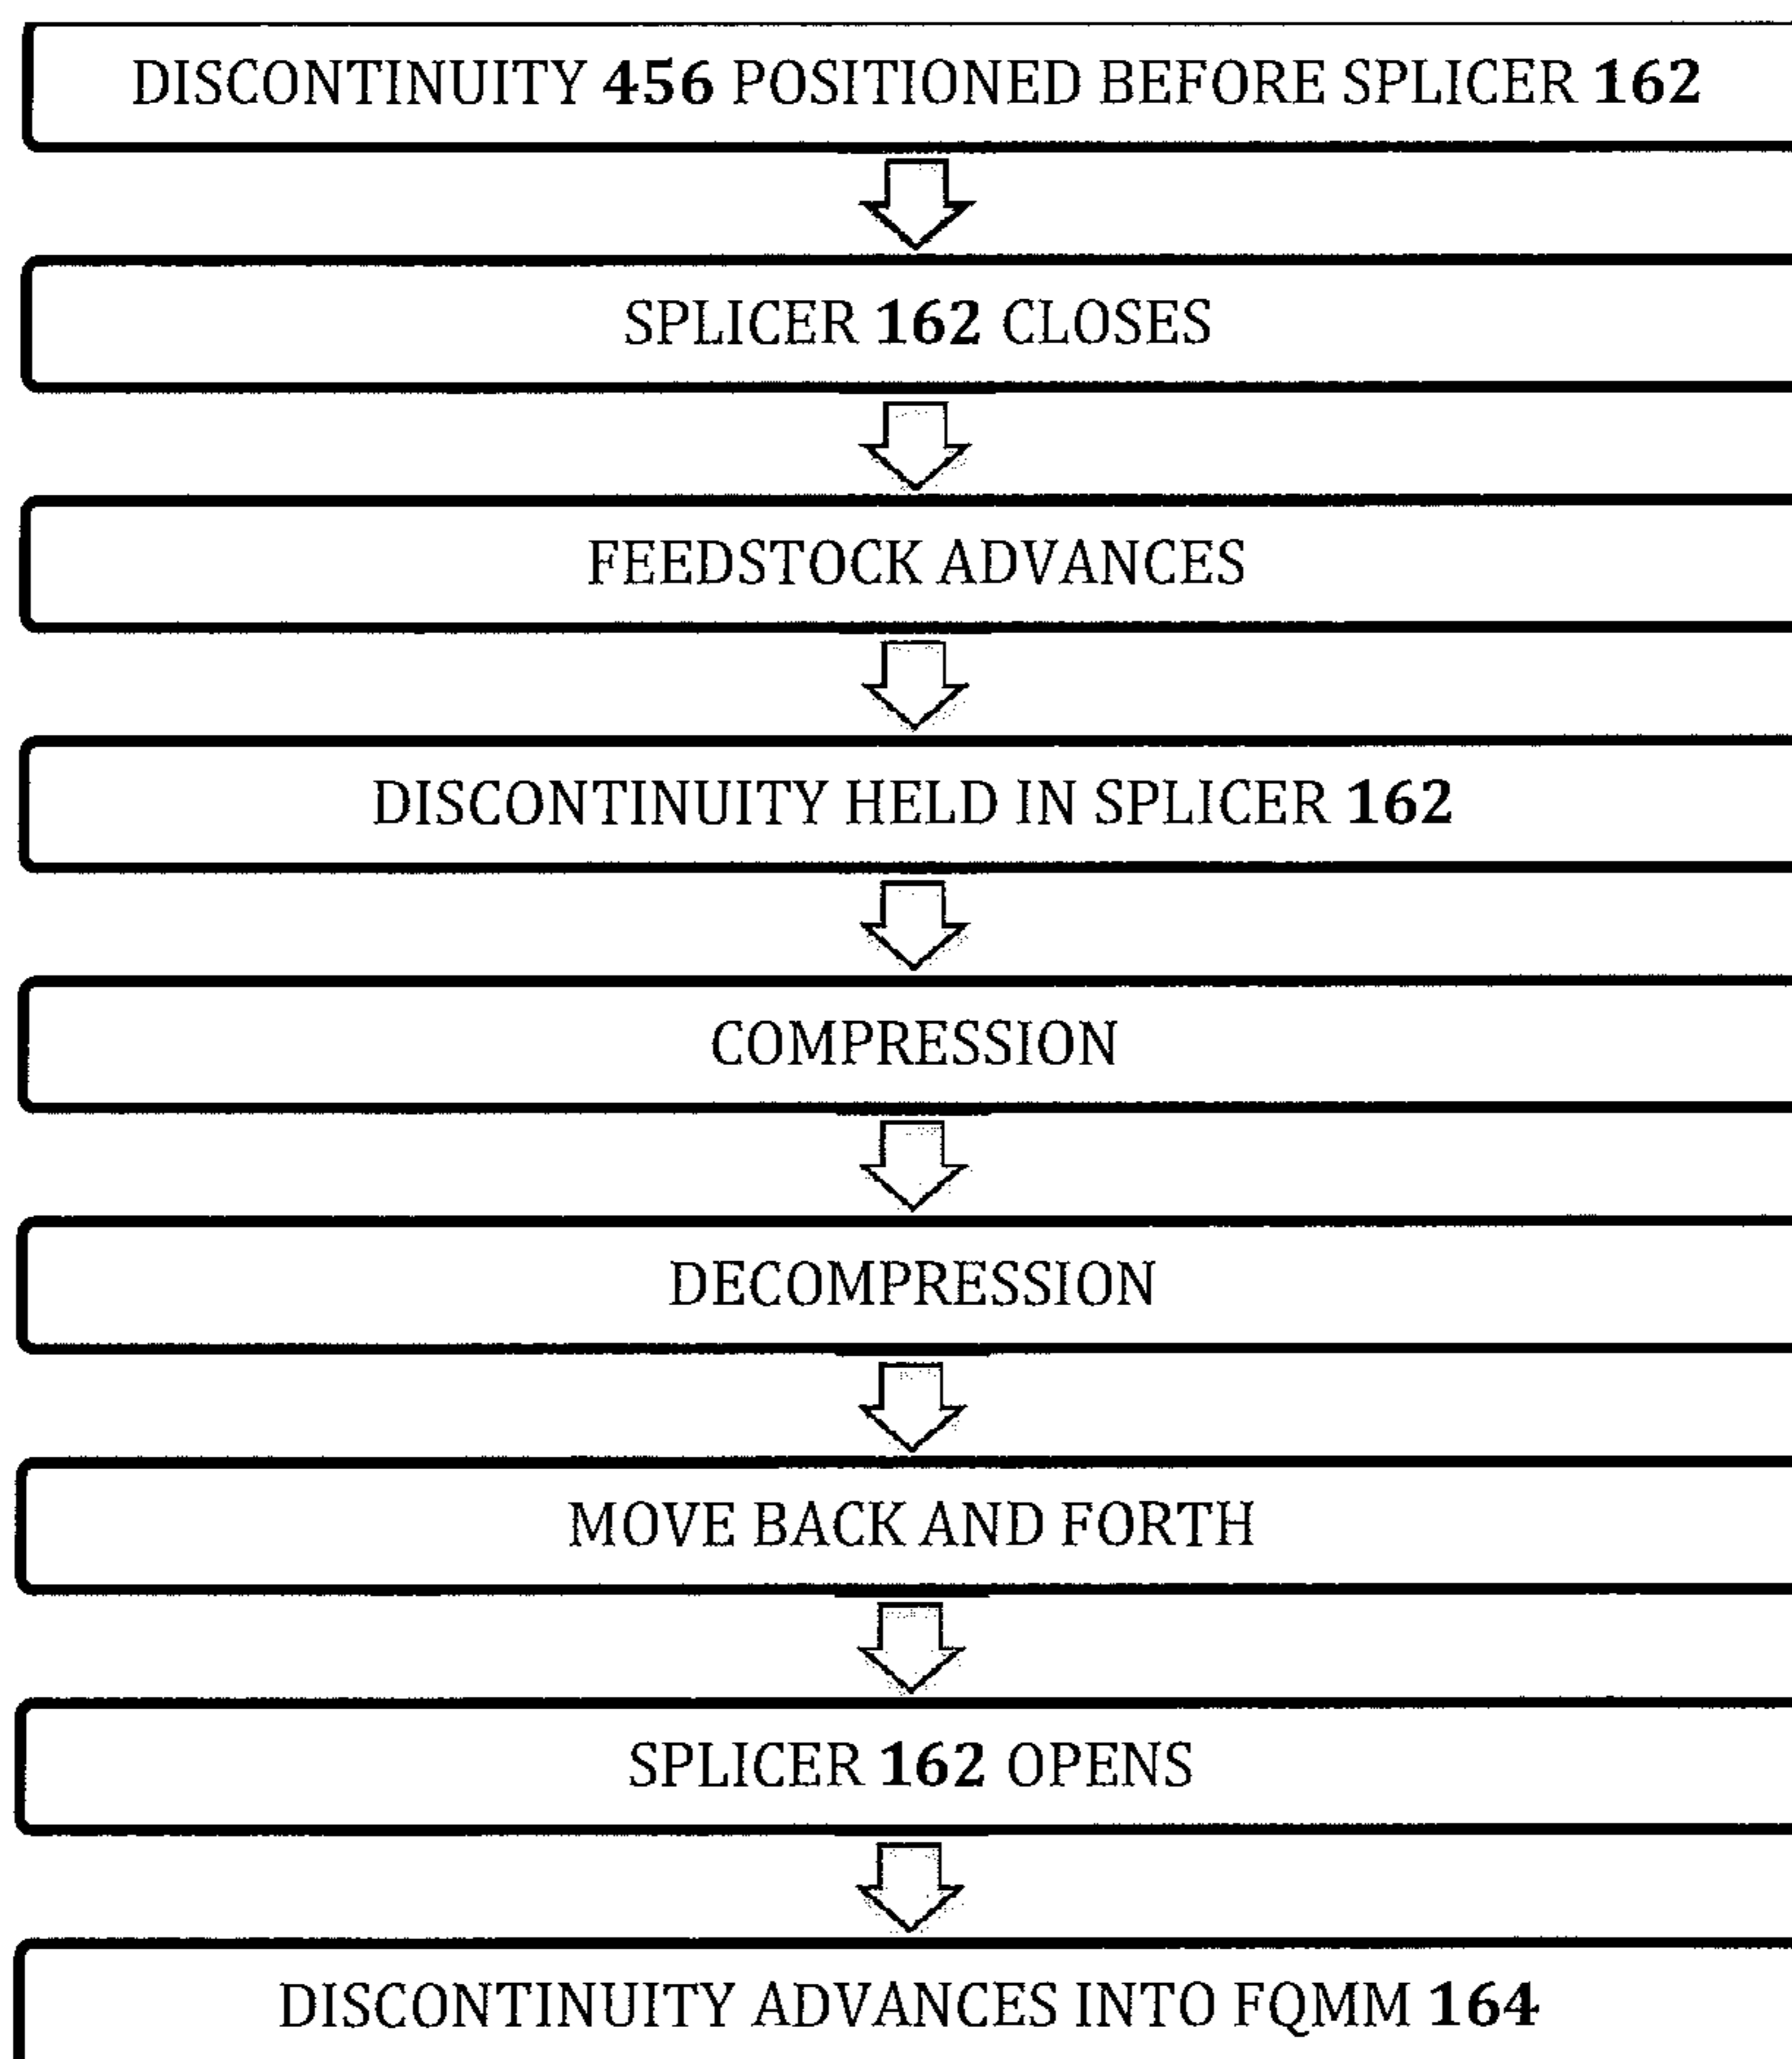 DISCONTINUITY 456 POSITIONED BEFORE SPLICER 162
SPLICER 162 CLOSES
FEEDSTOCK ADVANCES
DISCONTINUITY HELD IN SPLICER 162
COMPRESSION
DECOMPRESSION
MOVE BACK AND FORTH
SPLICER 162 OPENS
DISCONTINUITY ADVANCES INTO FQMM 164